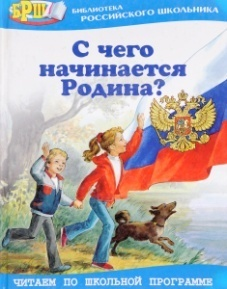 БРШ
БИБЛИОТЕКА
РОССИЙСКОГО ШКОЛЬНИКА
С чего
начинается
Родина?
ЧИТАЕМ ПО ШКОЛЬНОЙ ПРОГРАММЕ